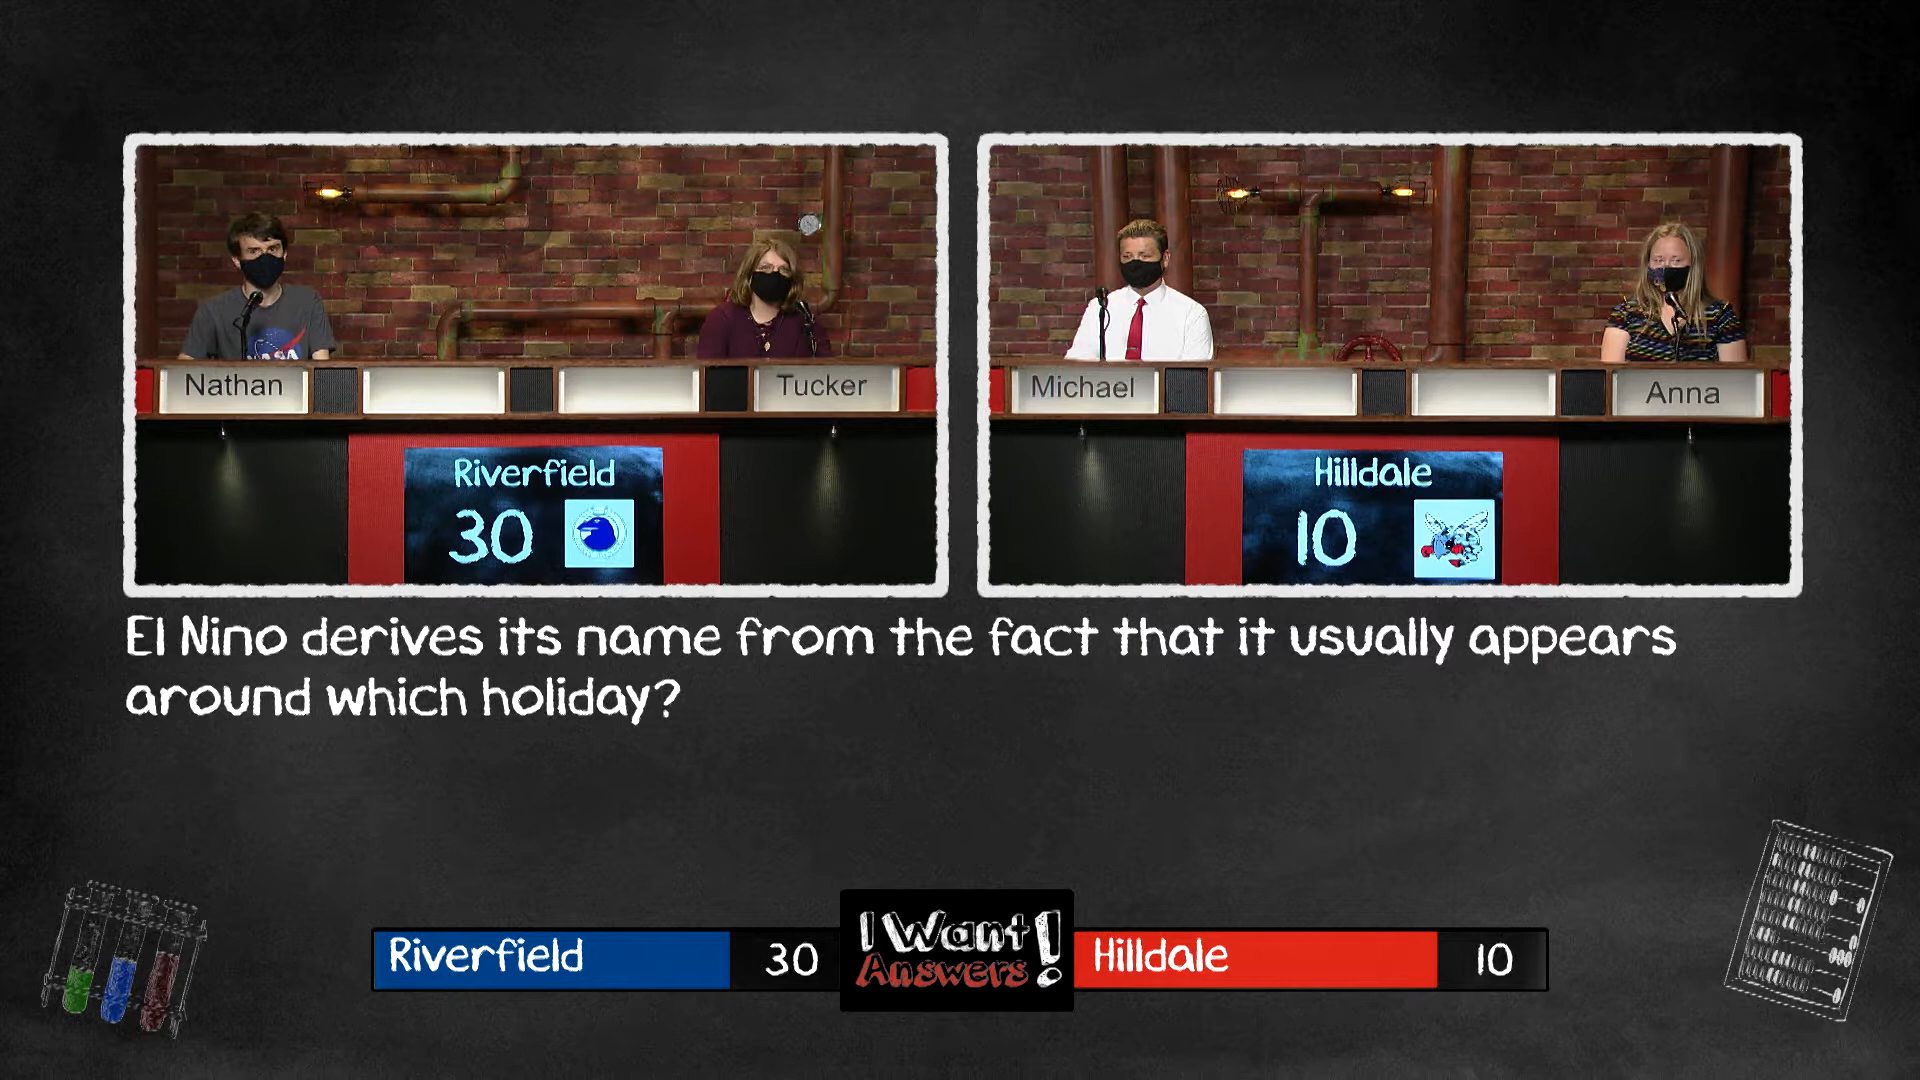 NASA
Nathan
Tucker
Michael
Anna
Riverfield
30
Hilldale
10
El Nino derives its name from the fact that it usually appears
around which holiday?
Riverfield 30
I Want
Answers!
Hilldale 10